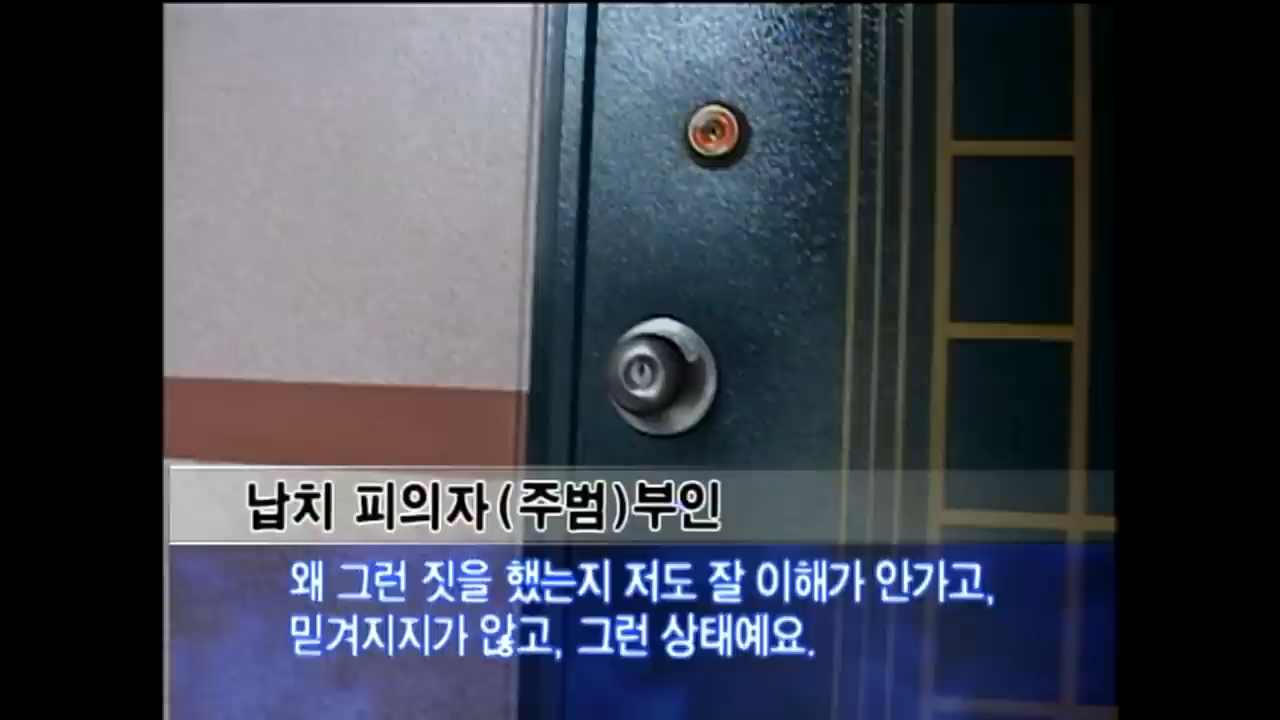 납치 피의자(주범)부인
왜 그런 짓을 했는지 저도 잘 이해가 안가고,
믿겨지지가 않고, 그런 상태예요.